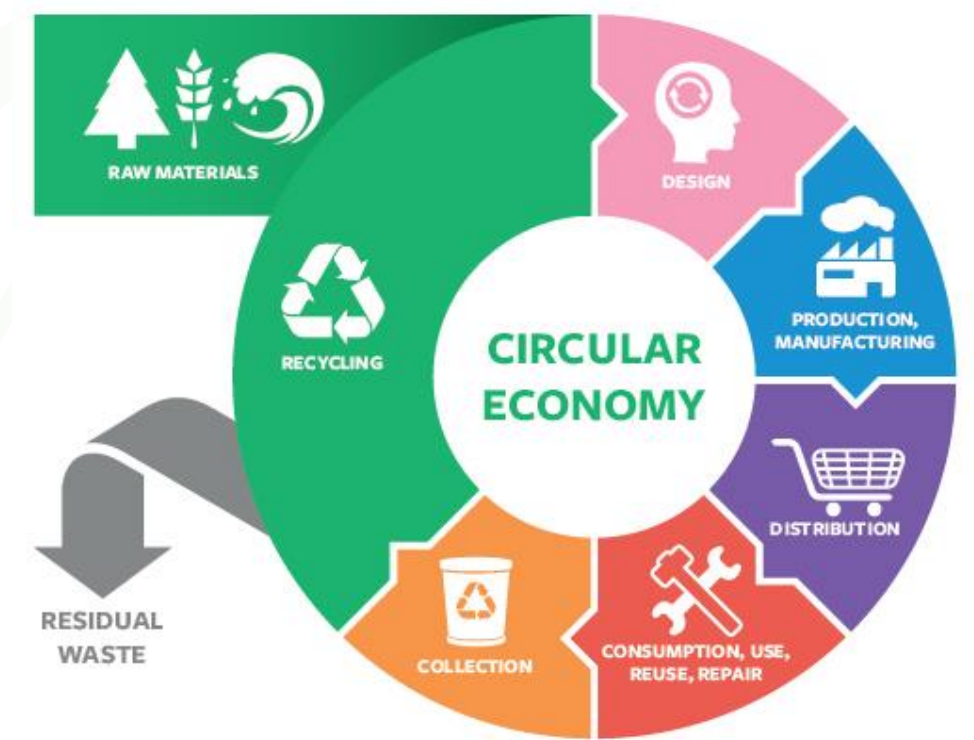 RAW MATERIALS
DESIGN
PRODUCTION,
MANUFACTURING
RECYCLING
CIRCULAR
ECONOMY
DISTRIBUTION
CONSUMPTION, USE,
REUSE, REPAIR
COLLECTION
RESIDUAL
WASTE